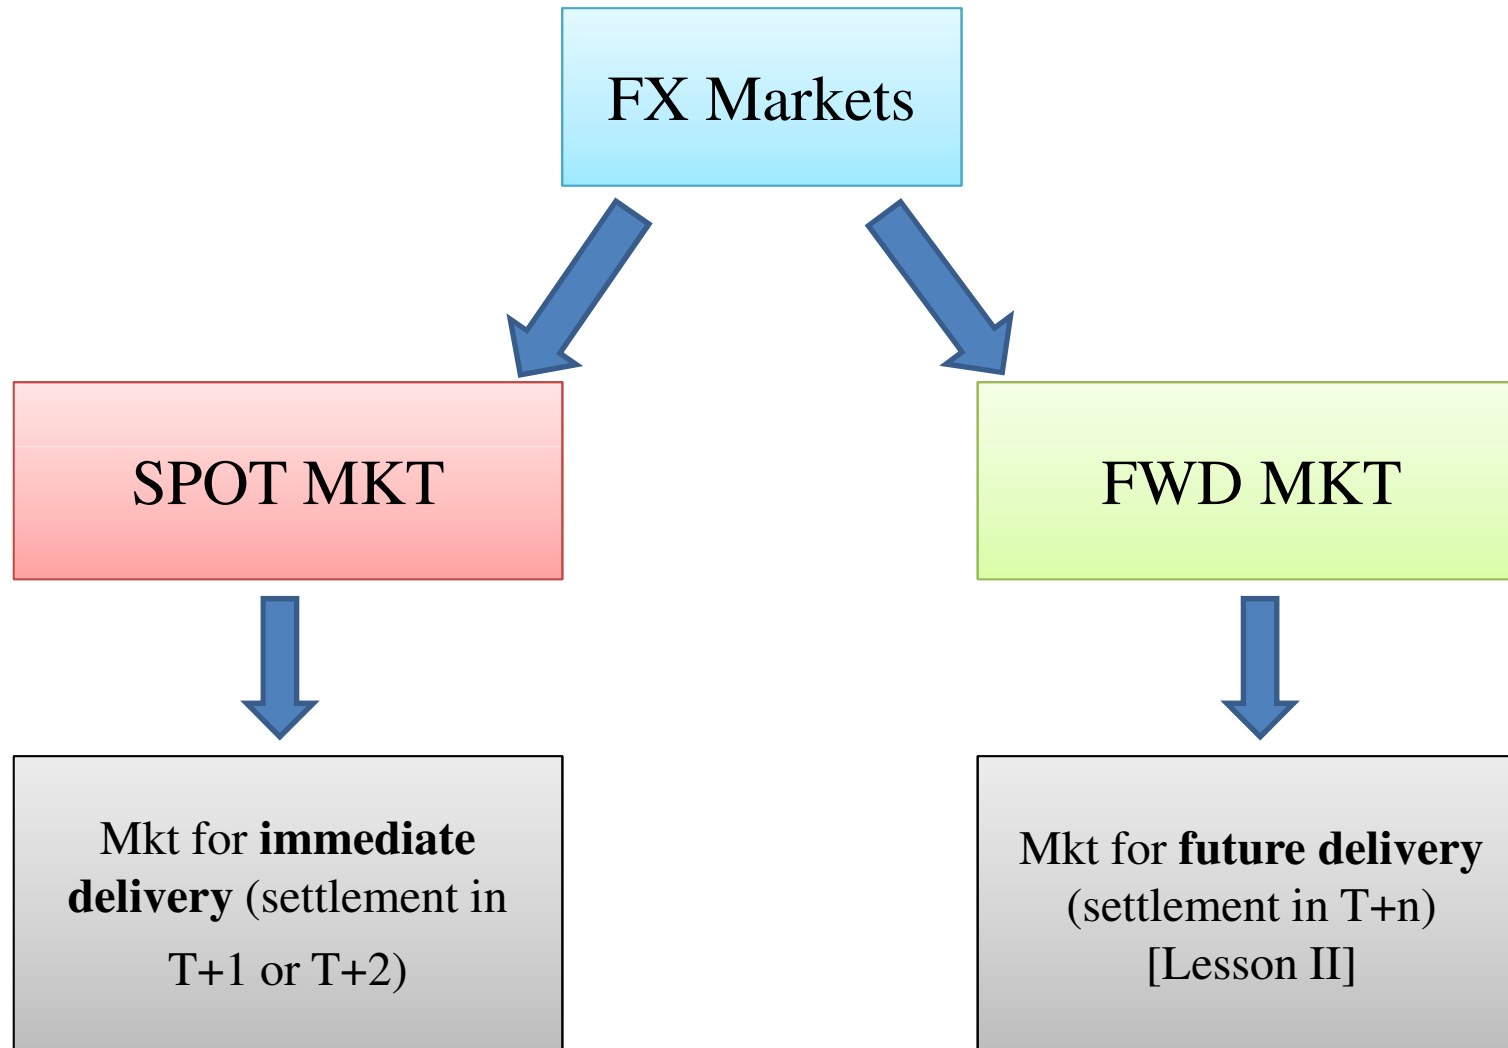 FX Markets
SPOT MKT
FWD MKT
Mkt for immediate
delivery (settlement in
T+1 or T+2)
Mkt for future delivery
(settlement in T+n)
[Lesson II]